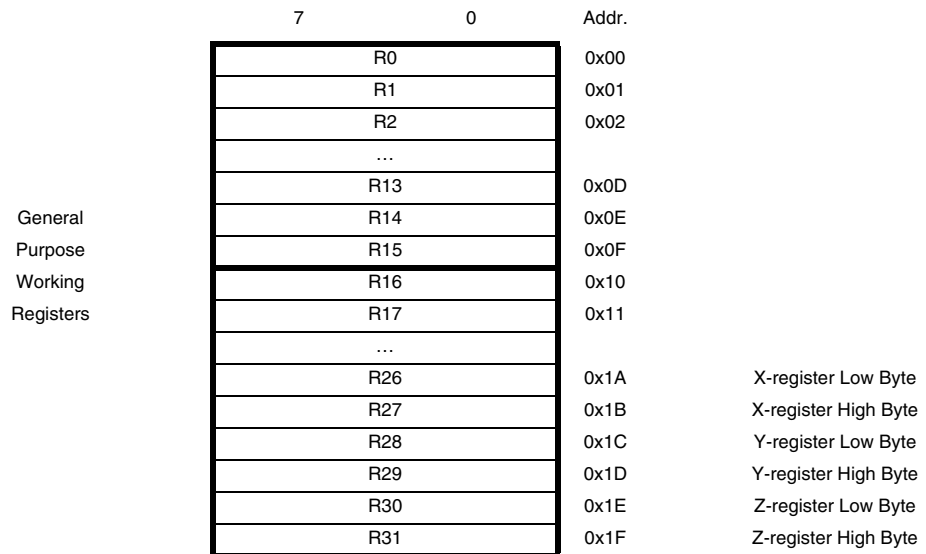 7 0 Addr.
R0 0x00
R1 0x01
R2 0x02
…
R13 0x0D
General R14 0x0E
Purpose R15 0x0F
Working R16 0x10
Registers R17 0x11
…
R26 0x1A X-register Low Byte
R27 0x1B X-register High Byte
R28 0x1C Y-register Low Byte
R29 0x1D Y-register High Byte
R30 0x1E Z-register Low Byte
R31 0x1F Z-register High Byte